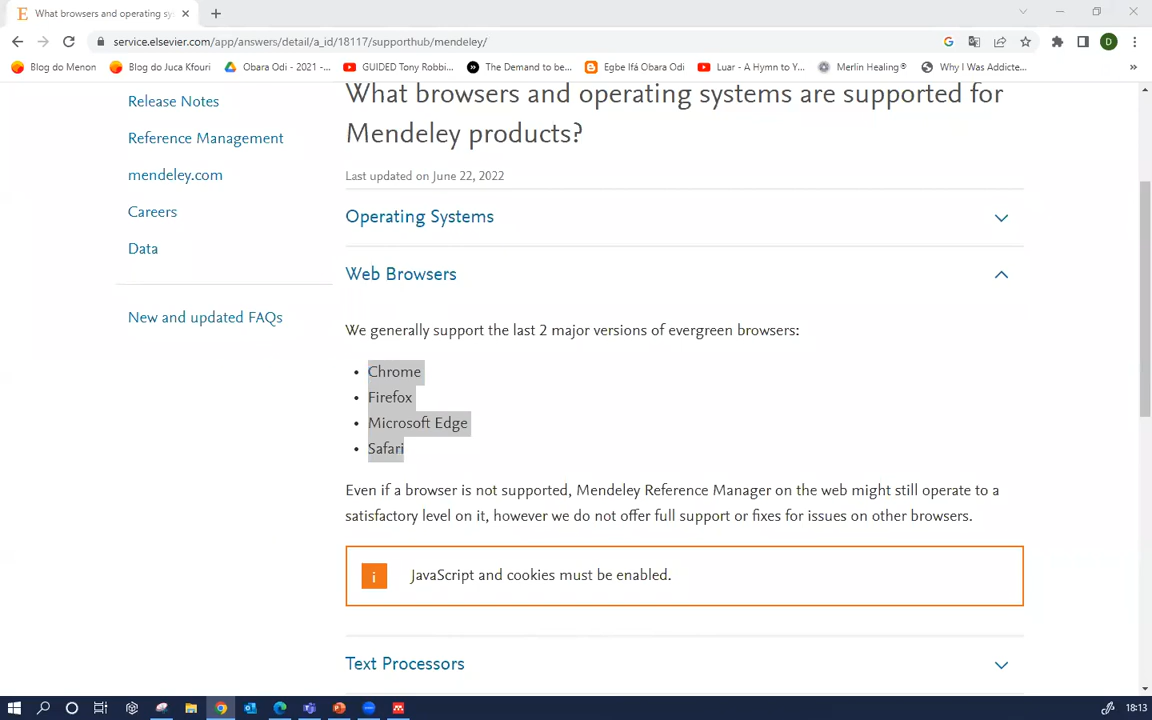 What browsers and operating sy
service.elsevier.com/app/answers/detail/a_id/18117/supporthub/mendeley/
Blog do Menon
Blog do Juca Kfouri
Obara Odi - 2021 -...
GUIDED Tony Robbi...
The Demand to be...
Egbe Ifá Obara Odi
Luar - A Hymn to Y...
Merlin Healing®
Why I Was Addicte...
Release Notes
Reference Management
mendeley.com
Careers
Data
New and updated FAQs
What browsers and operating systems are supported for
Mendeley products?
Last updated on June 22, 2022
Operating Systems
Web Browsers
We generally support the last 2 major versions of evergreen browsers:
• Chrome
• Firefox
• Microsoft Edge
• Safari
Even if a browser is not supported, Mendeley Reference Manager on the web might still operate to a
satisfactory level on it, however we do not offer full support or fixes for issues on other browsers.
i JavaScript and cookies must be enabled.
Text Processors
18:13